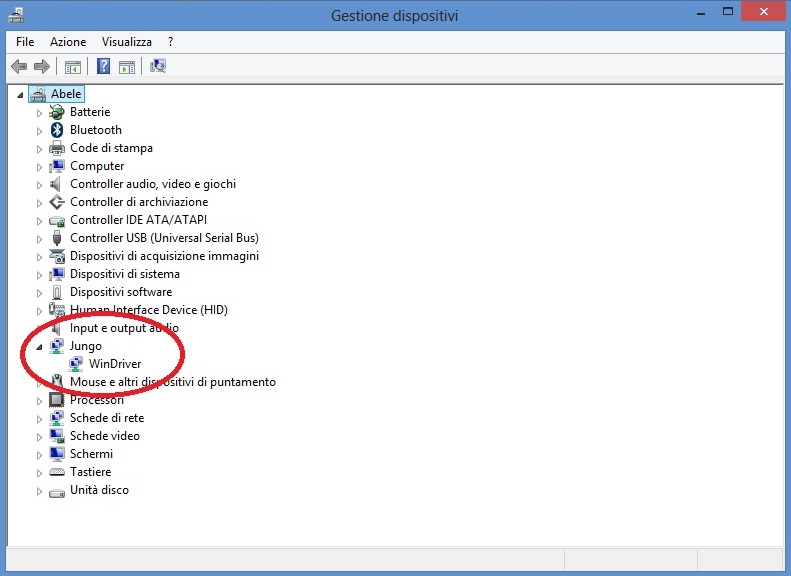 Gestione dispositivi
File Azione Visualizza ?
Abele
Batterie
Bluetooth
Code di stampa
Computer
Controller audio, video e giochi
Controller di archiviazione
Controller IDE ATA/ATAPI
Controller USB (Universal Serial Bus)
Dispositivi di acquisizione immagini
Dispositivi di sistema
Dispositivi software
Human Interface Device (HID)
Input e output audio
Jungo
WinDriver
Mouse e altri dispositivi di puntamento
Processori
Schede di rete
Schede video
Schermi
Tastiere
Unità disco